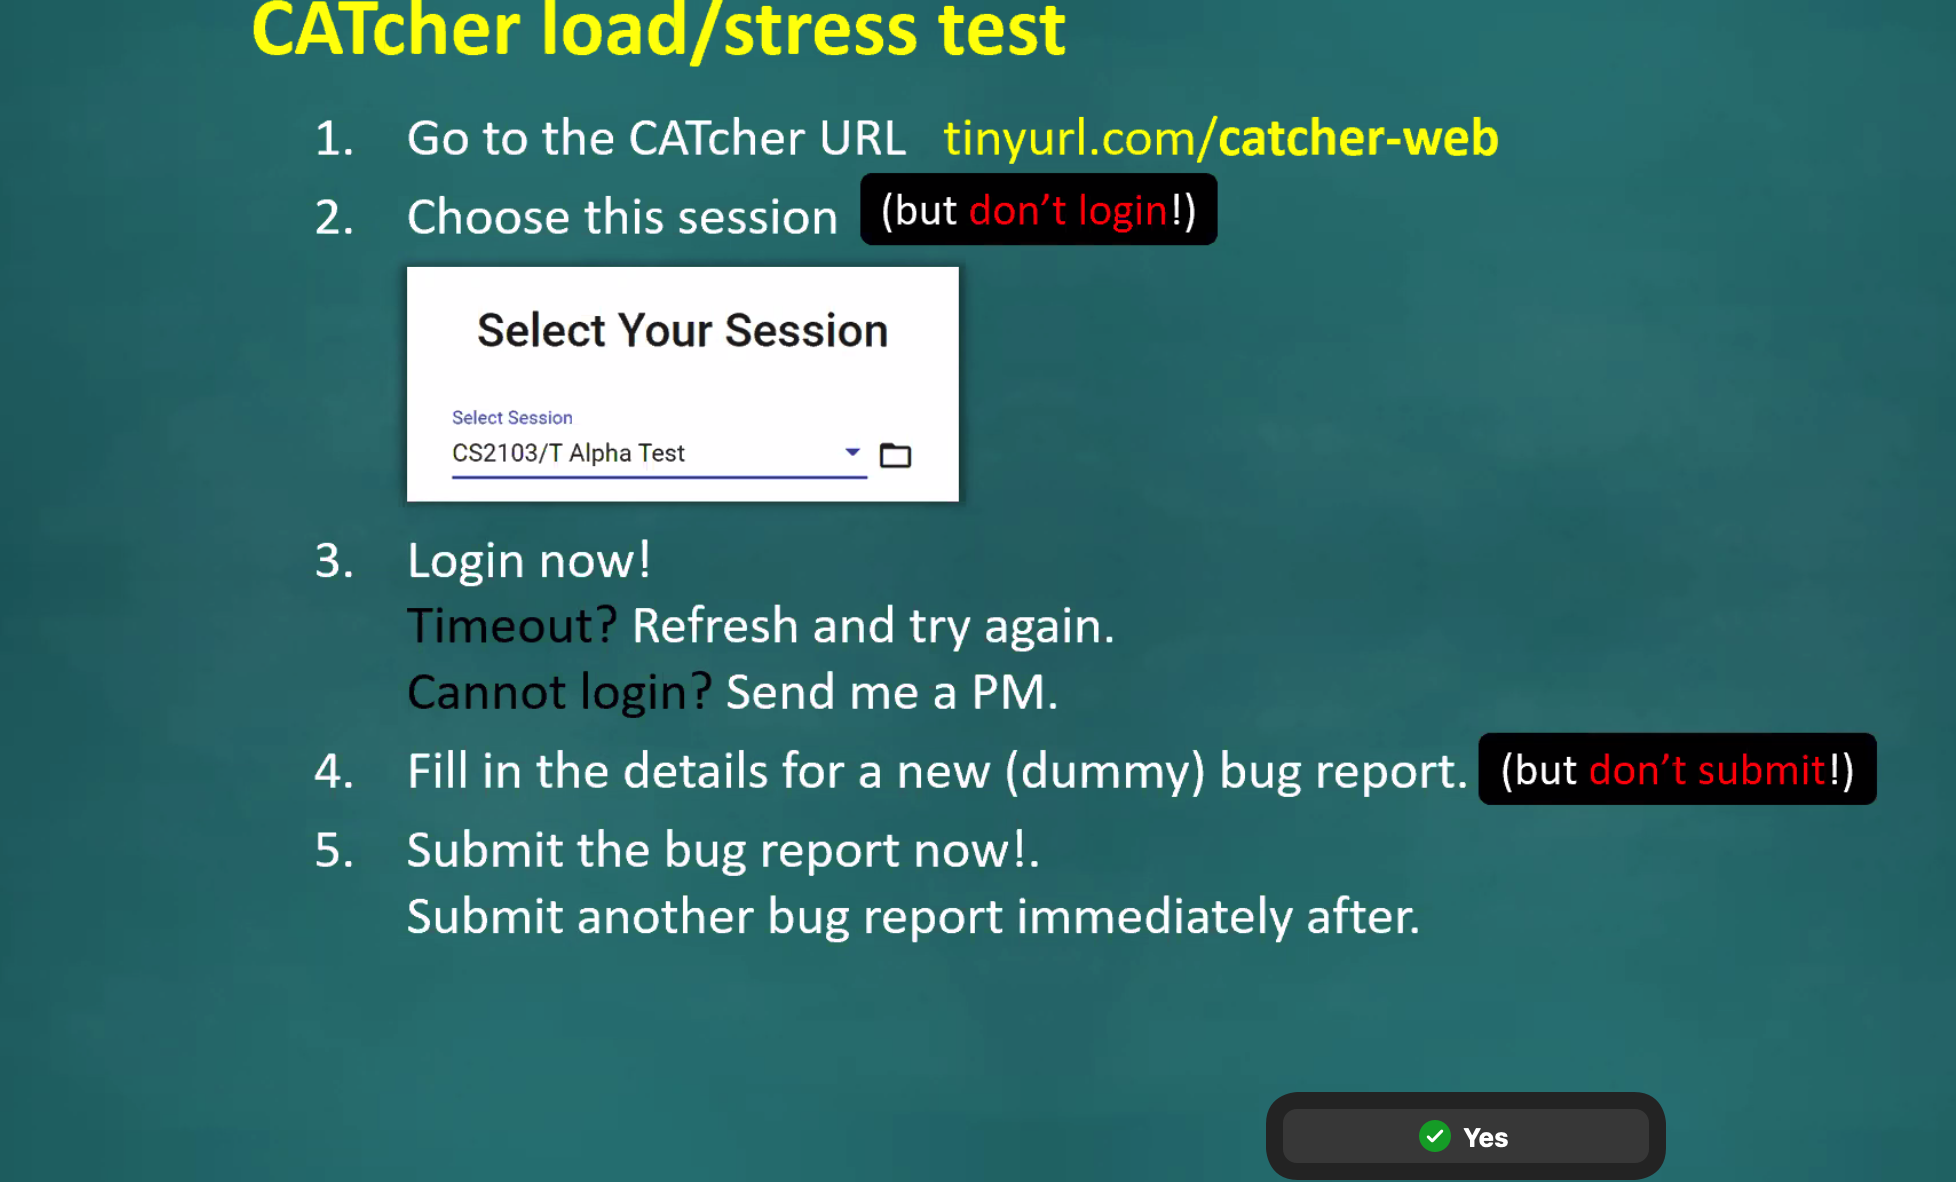 CATcher load/stress test
1. Go to the CATcher URL tinyurl.com/catcher-web
2. Choose this session (but don't login!)
Select Your Session
Select Session
CS2103/T Alpha Test
3. Login now!
Timeout? Refresh and try again.
Cannot login? Send me a PM.
4. Fill in the details for a new (dummy) bug report. (but don't submit!)
5. Submit the bug report now!.
Submit another bug report immediately after.
Yes